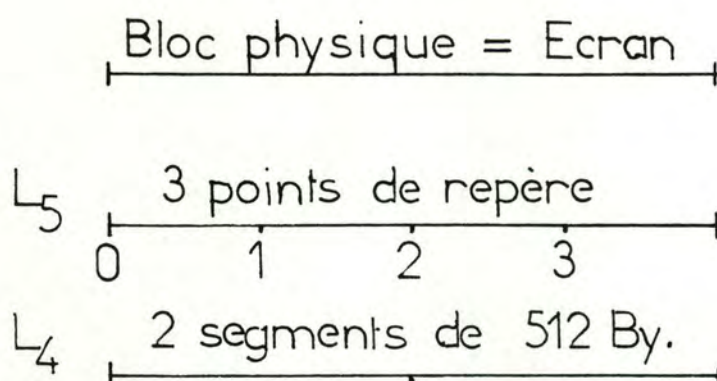 Bloc physique = Ecran
L5 3 points de repère
0 1 2 3
L4 2 segments de 512 By.